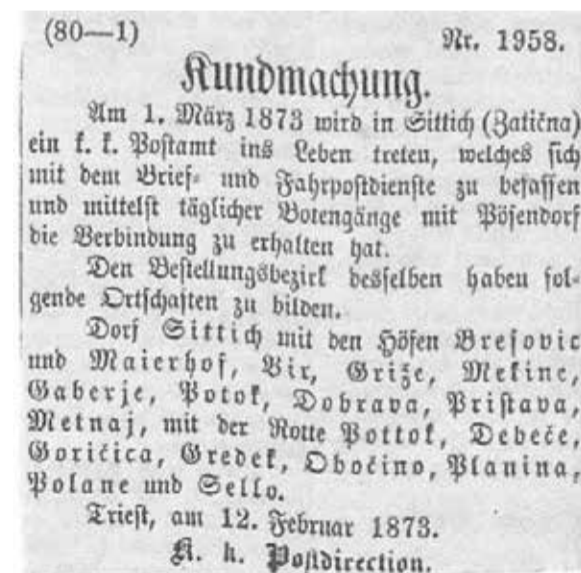 (80—1) Nr. 1958.
Kundmachung.
Am 1. März 1873 wird in Sittich (Zatična)
ein k. k. Postamt ins Leben treten, welches sich
mit dem Brief- und Fahrpostdienste zu befassen
und mittelst täglicher Botengänge mit Pösendorf
die Verbindung zu erhalten hat.
Den Bestellungsbezirk desselben haben fol-
gende Ortschaften zu bilden.
Dorf Sittich mit den Höfen Bresovic
und Maierhof, Vir, Griže, Mekine,
Gaberje, Potok, Dobrava, Pristava,
Metnaj, mit der Rotte Pottok, Debeče,
Goričica, Gredek, Obočino, Planina,
Polane und Sello.
Triest, am 12. Februar 1873.
K. k. Postdirection.